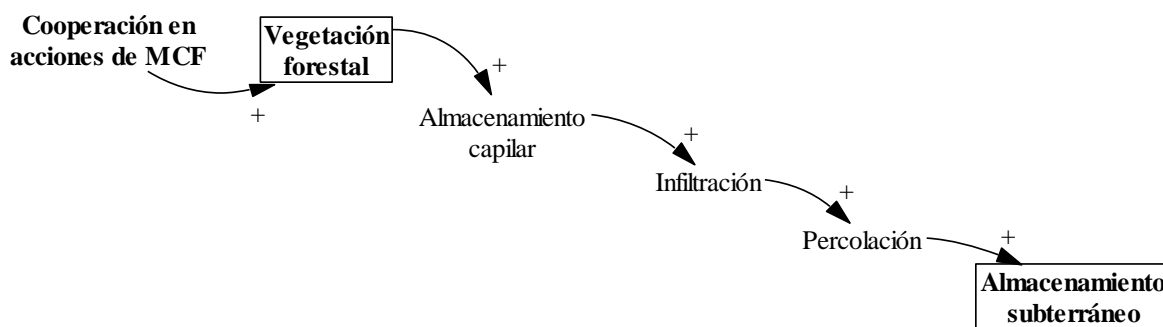 Cooperación en
acciones de MCF
+
Vegetación
forestal
+
Almacenamiento
capilar
+
Infiltración
+
Percolación
+
Almacenamiento
subterráneo